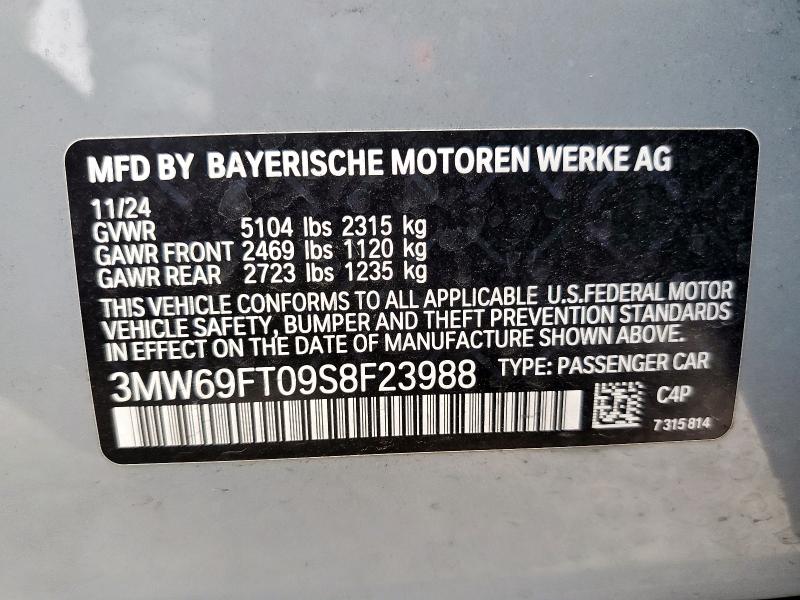 MFD BY BAYERISCHE MOTOREN WERKE AG
11/24
GVWR 5104 lbs 2315 kg
GAWR FRONT 2469 lbs 1120 kg
GAWR REAR 2723 lbs 1235 kg
THIS VEHICLE CONFORMS TO ALL APPLICABLE U.S.FEDERAL MOTOR
VEHICLE SAFETY, BUMPER AND THEFT PREVENTION STANDARDS
IN EFFECT ON THE DATE OF MANUFACTURE SHOWN ABOVE.
3MW69FT09S8F23988 TYPE: PASSENGER CAR
C4P
7315814